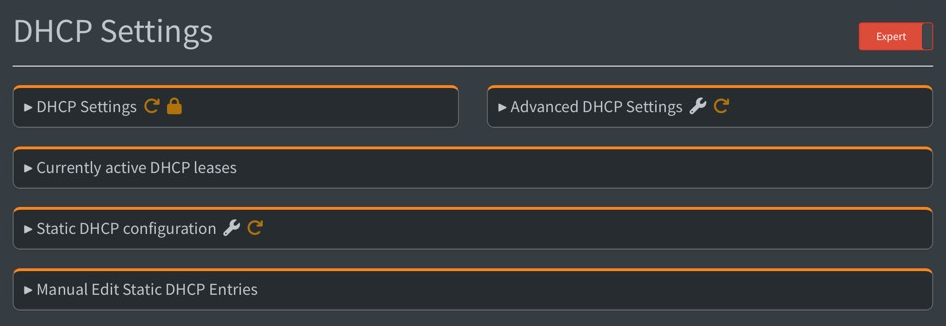 DHCP Settings
Expert
DHCP Settings
Advanced DHCP Settings
Currently active DHCP leases
Static DHCP configuration
Manual Edit Static DHCP Entries